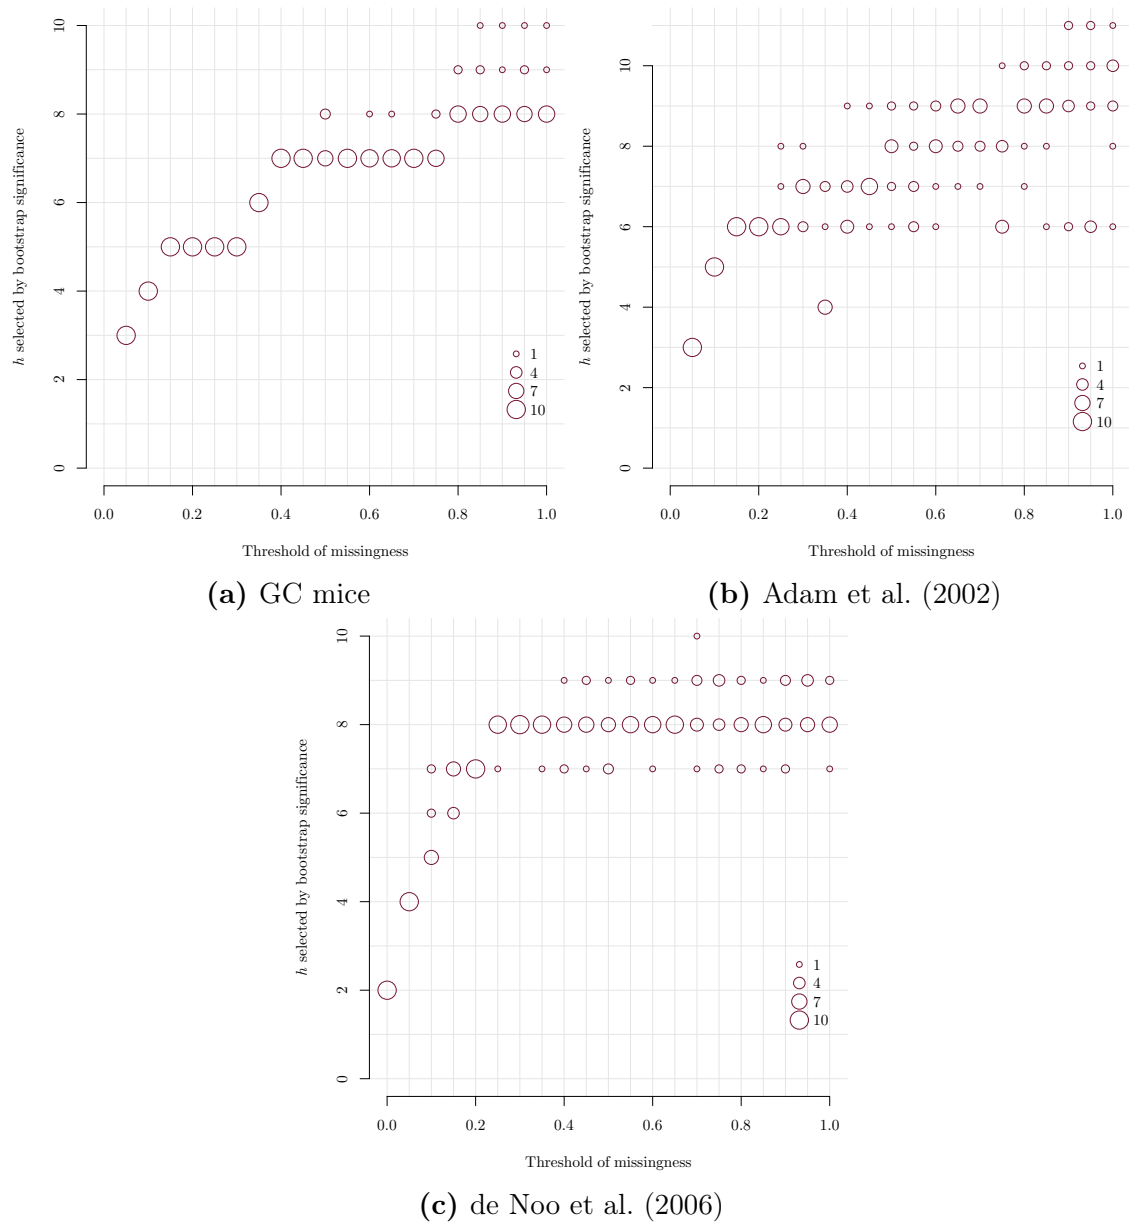 h selected by bootstrap significance
10
8
6
4
2
0
1
4
7
10
0.0 0.2 0.4 0.6 0.8 1.0
Threshold of missingness
(a) GC mice
h selected by bootstrap significance
10
8
6
4
2
0
1
4
7
10
0.0 0.2 0.4 0.6 0.8 1.0
Threshold of missingness
(b) Adam et al. (2002)
h selected by bootstrap significance
10
8
6
4
2
0
1
4
7
10
0.0 0.2 0.4 0.6 0.8 1.0
Threshold of missingness
(c) de Noo et al. (2006)